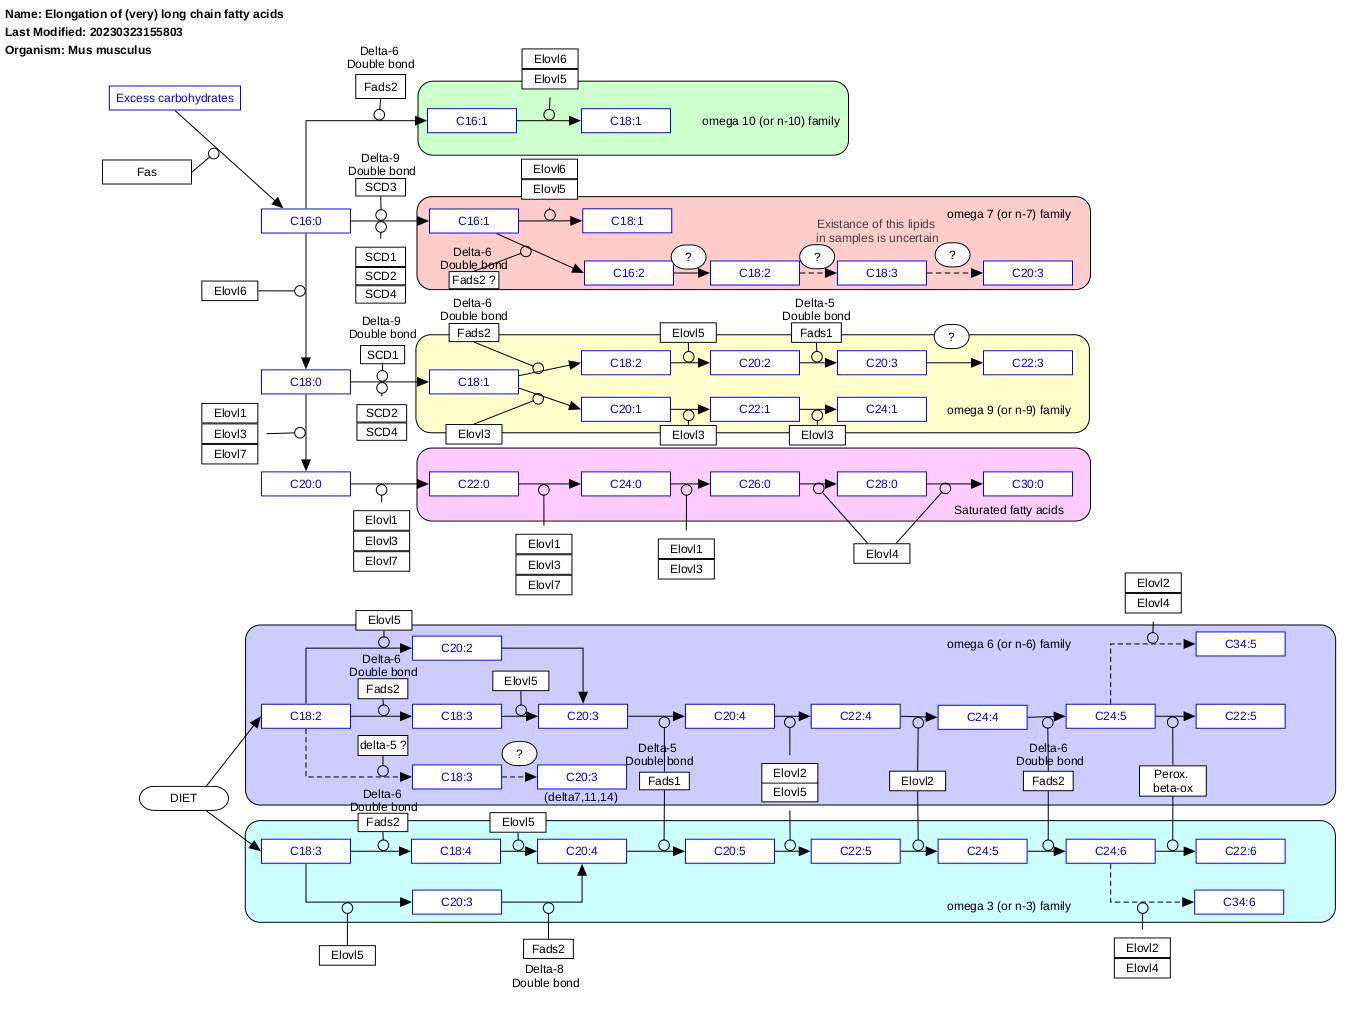 Name: Elongation of (very) long chain fatty acids
Last Modified: 20230323155803
Organism: Mus musculus
Delta-6
Double bond
Fads2
Elovl6
Elovl5
Excess carbohydrates
C16:1
C18:1
omega 10 (or n-10) family
Fas
Delta-9
Double bond
SCD3
Elovl6
Elovl5
C16:0
C16:1
C18:1
omega 7 (or n-7) family
Existance of this lipids
in samples is uncertain
SCD1
SCD2
SCD4
Delta-6
Double bond
Fads2 ?
?
?
?
C16:2
C18:2
C18:3
C20:3
Elovl6
Delta-9
Double bond
SCD1
Delta-6
Double bond
Fads2
Elovl5
Delta-5
Double bond
Fads1
?
C18:2
C20:2
C20:3
C22:3
C18:0
C18:1
C20:1
C22:1
C24:1
omega 9 (or n-9) family
SCD2
SCD4
Elovl3
Elovl3
Elovl3
Elovl1
Elovl3
Elovl7
C20:0
C22:0
C24:0
C26:0
C28:0
C30:0
Saturated fatty acids
Elovl1
Elovl3
Elovl7
Elovl1
Elovl3
Elovl7
Elovl1
Elovl3
Elovl4
Elovl2
Elovl4
Elovl5
C20:2
omega 6 (or n-6) family
C34:5
Delta-6
Double bond
Fads2
Elovl5
C18:2
C18:3
C20:3
C20:4
C22:4
C24:4
C24:5
C22:5
delta-5 ?
?
C18:3
C20:3
(delta7,11,14)
Delta-5
Double bond
Fads1
Elovl2
Elovl5
Elovl2
Delta-6
Double bond
Fads2
Perox.
beta-ox
DIET
Delta-6
Double bond
Fads2
Elovl5
C18:3
C18:4
C20:4
C20:5
C22:5
C24:5
C24:6
C22:6
C20:3
omega 3 (or n-3) family
C34:6
Elovl5
Fads2
Delta-8
Double bond
Elovl2
Elovl4